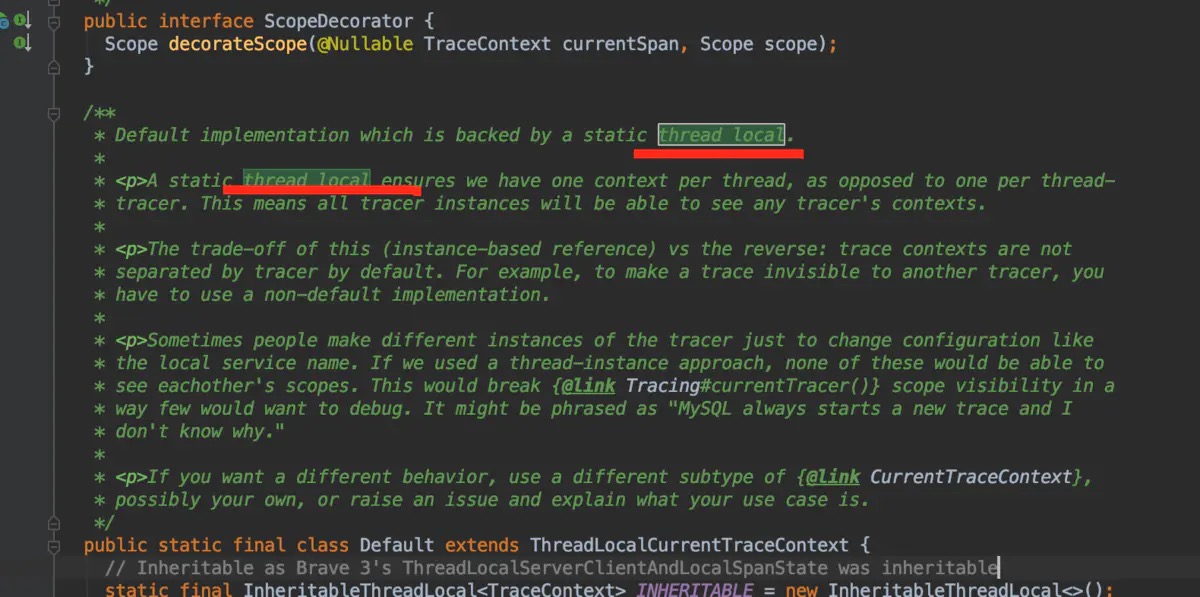 */
public interface ScopeDecorator {
Scope decorateScope(@Nullable TraceContext currentSpan, Scope scope);
}
/**
* Default implementation which is backed by a static thread local.
*
* <p>A static thread local ensures we have one context per thread, as opposed to one per thread-
* tracer. This means all tracer instances will be able to see any tracer's contexts.
*
* <p>The trade-off of this (instance-based reference) vs the reverse: trace contexts are not
* separated by tracer by default. For example, to make a trace invisible to another tracer, you
* have to use a non-default implementation.
*
* <p>Sometimes people make different instances of the tracer just to change configuration like
* the local service name. If we used a thread-instance approach, none of these would be able to
* see eachother's scopes. This would break {@link Tracing#currentTracer()} scope visibility in a
* way few would want to debug. It might be phrased as "MySQL always starts a new trace and I
* don't know why."
*
* <p>If you want a different behavior, use a different subtype of {@link CurrentTraceContext},
* possibly your own, or raise an issue and explain what your use case is.
*/
public static final class Default extends ThreadLocalCurrentTraceContext {
// Inheritable as Brave 3's ThreadLocalServerClientAndLocalSpanState was inheritable
static final InheritableThreadLocal<TraceContext> INHERITABLE = new InheritableThreadLocal<>();